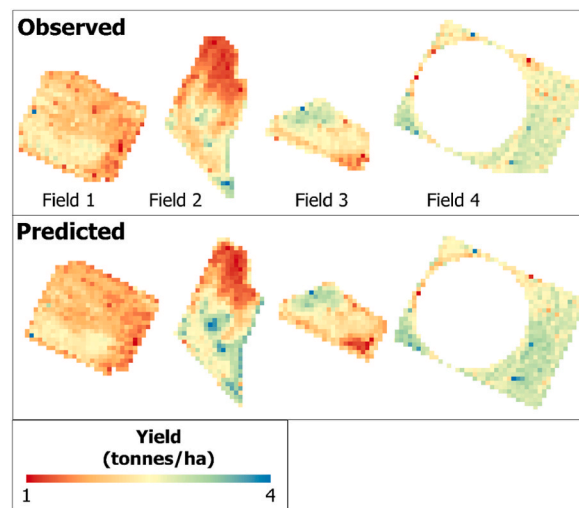 Observed
Field 1
Field 2
Field 3
Field 4
Predicted
Yield
(tonnes/ha)
1
4